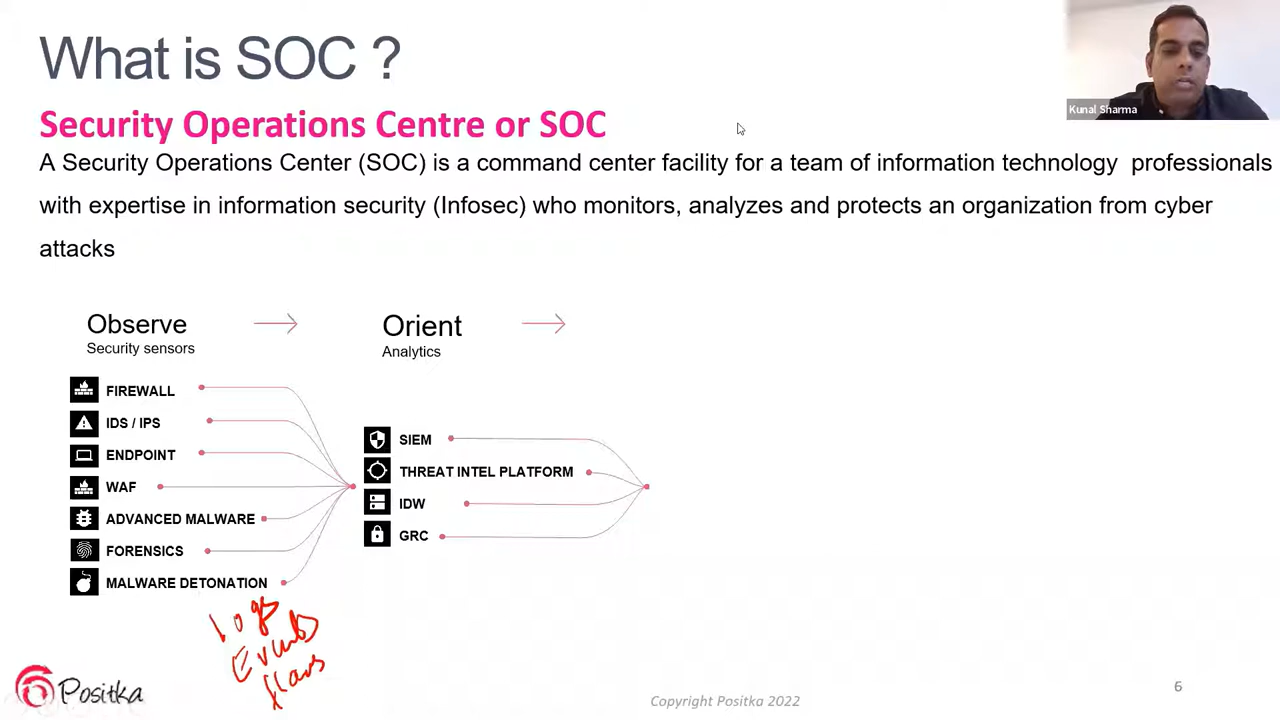 What is SOC ?
Kunal Sharma
Security Operations Centre or SOC
A Security Operations Center (SOC) is a command center facility for a team of information technology professionals
with expertise in information security (Infosec) who monitors, analyzes and protects an organization from cyber
attacks
Observe
Security sensors
FIREWALL
IDS / IPS
ENDPOINT
WAF
ADVANCED MALWARE
FORENSICS
MALWARE DETONATION
Orient
Analytics
SIEM
THREAT INTEL PLATFORM
IDW
GRC
Logs
Events
flows
Positka
Copyright Positka 2022
6